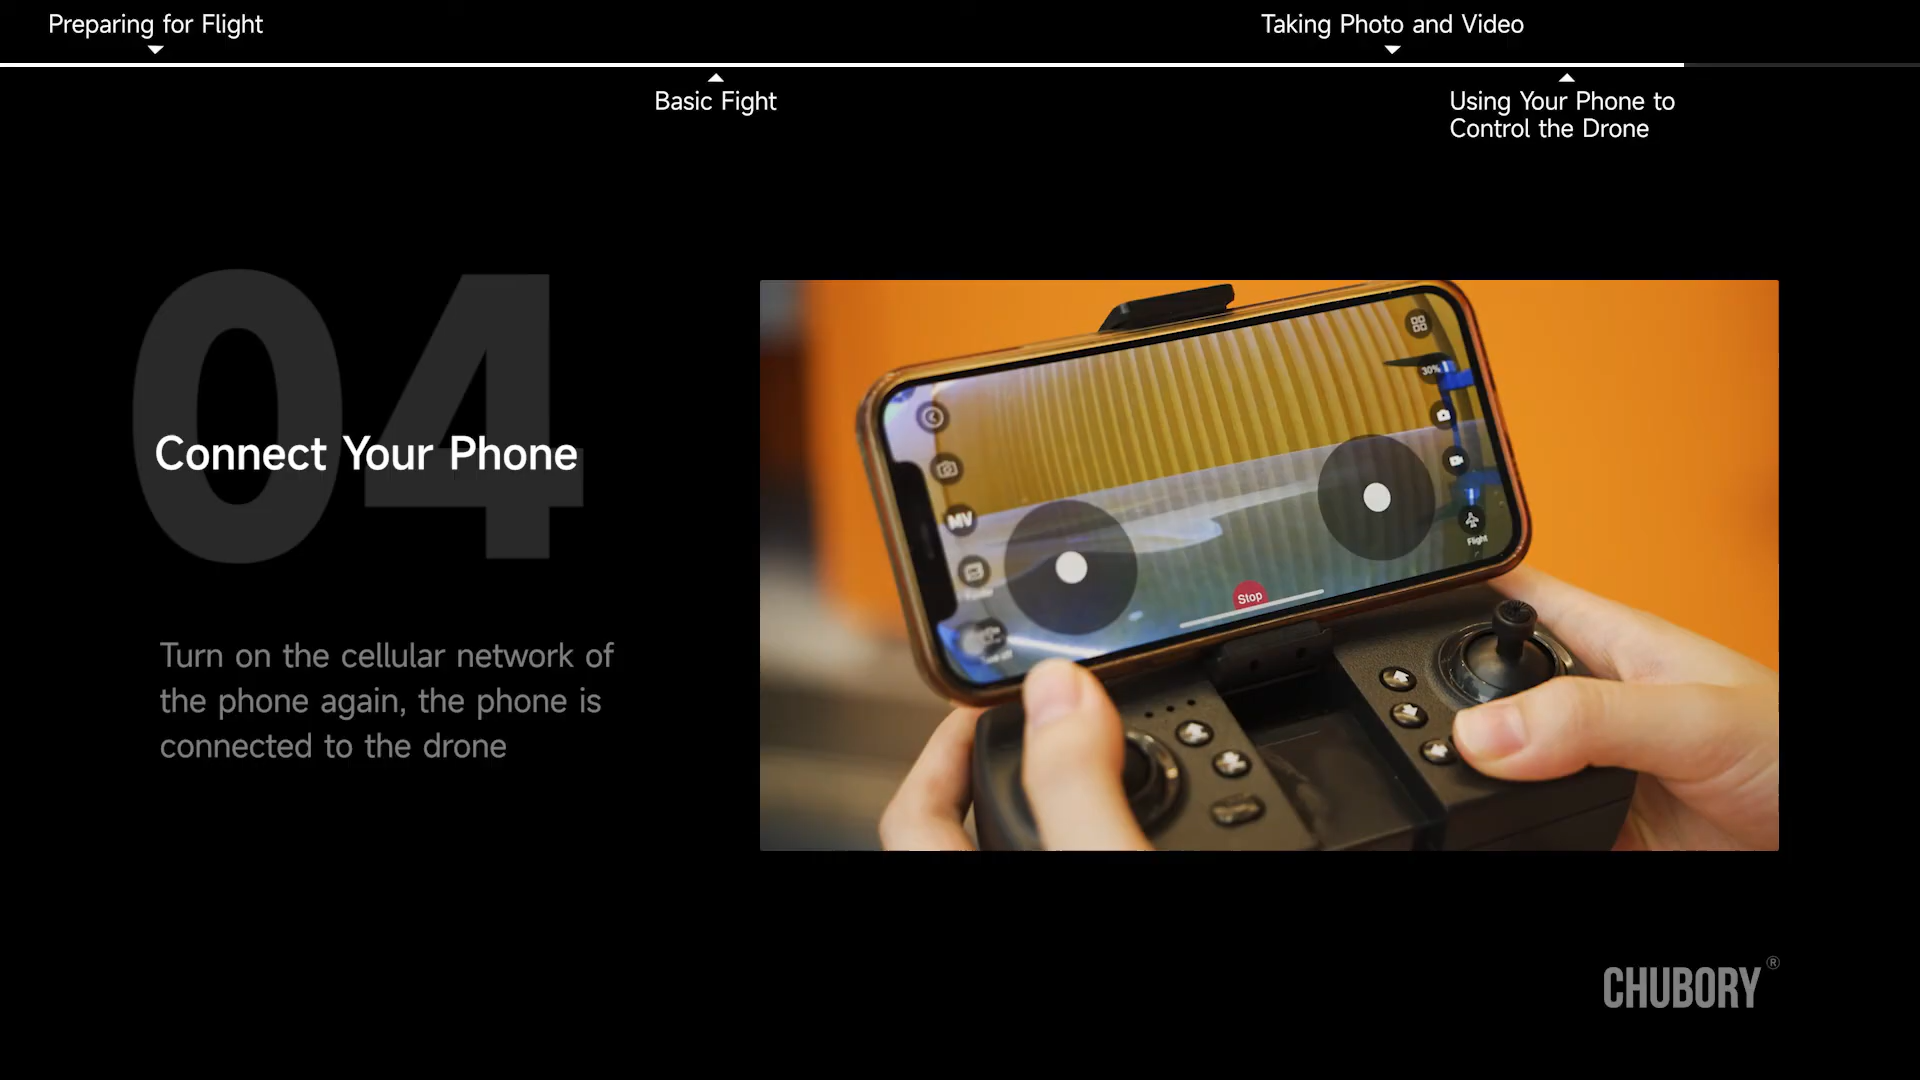 Preparing for Flight
Taking Photo and Video
Basic Fight
Using Your Phone to
Control the Drone
04
Connect Your Phone
Turn on the cellular network of
the phone again, the phone is
connected to the drone
30%
MV
Flight
Stop
CHUBORY®